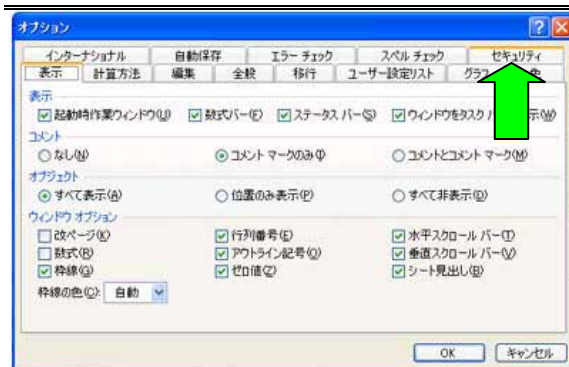 オプション
インターナショナル 自動保存 エラー チェック スペル チェック セキュリティ
表示 計算方法 編集 全般 移行 ユーザー設定リスト グラフ 色
表示
起動時作業ウィンドウ(U) 数式バー(F) ステータス バー(S) ウィンドウをタスク バ 示(W)
コメント
なし(N) コメント マークのみ(I) コメントとコメント マーク(M)
オブジェクト
すべて表示(A) 位置のみ表示(P) すべて非表示(D)
ウィンドウ オプション
改ページ(K) 行列番号(E) 水平スクロール バー(T)
数式(R) アウトライン記号(O) 垂直スクロール バー(V)
枠線(G) ゼロ値(Z) シート見出し(B)
枠線の色(C): 自動
OK キャンセル